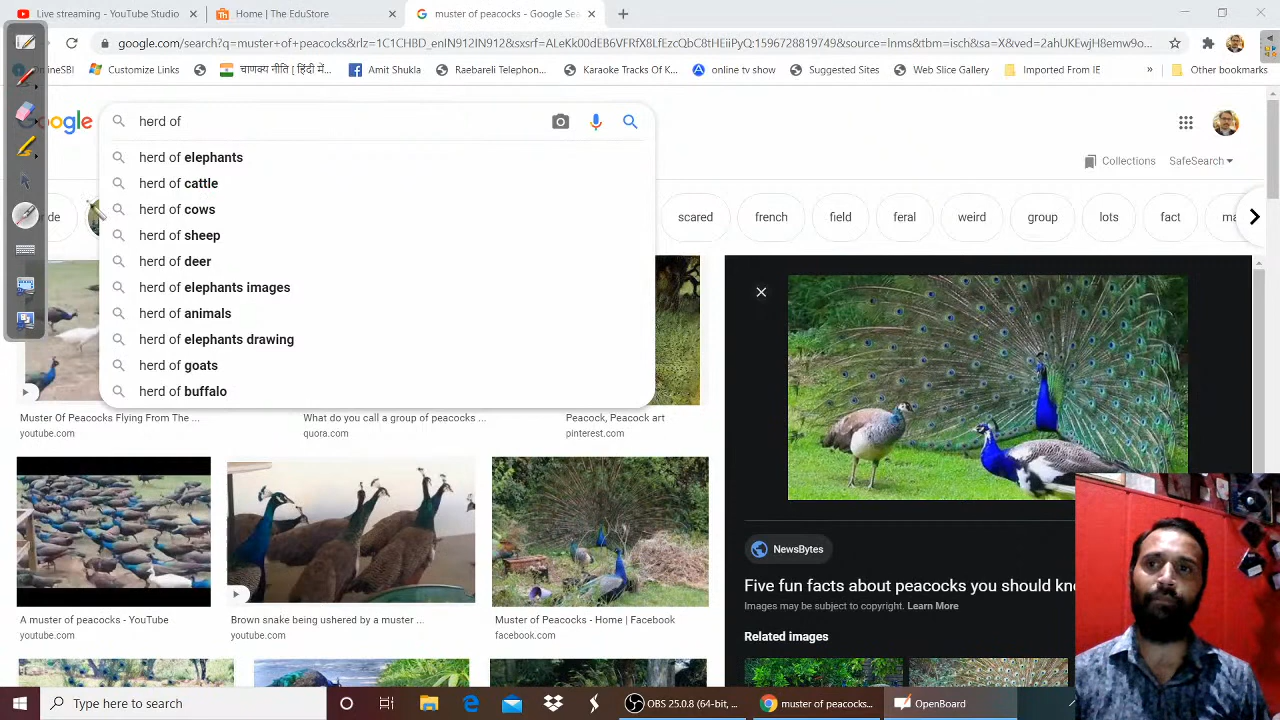 Live streaming - YouTube Studio
Home | The EduStore
muster of peacocks - Google Sea
google.com/search?q=muster+of+peacocks&rlz=1C1CHBD_enIN912IN912&sxsrf=ALeKk00dEB6VFRfX8LfEzcQbC8tHEiiPyQ:1596728819749&source=lnms&tbm=isch&sa=X&ved=2ahUKEwjH8emw9o...
OnlineSBI
Customize Links
चाणक्य नीति [ हिंदी में...
Amit Shukla
Raebareli Telephon...
Karaoke Tracks Of K...
online tv show
Suggested Sites
Web Slice Gallery
Imported From IE
»
Other bookmarks
oogle
herd of
Collections
SafeSearch
herd of elephants
herd of cattle
herd of cows
herd of sheep
herd of deer
herd of elephants images
herd of animals
herd of elephants drawing
herd of goats
herd of buffalo
de
scared
french
field
feral
weird
group
lots
fact
ma
Muster Of Peacocks Flying From The ...
youtube.com
What do you call a group of peacocks ...
quora.com
Peacock, Peacock art
pinterest.com
A muster of peacocks - YouTube
youtube.com
Brown snake being ushered by a muster ...
youtube.com
Muster of Peacocks - Home | Facebook
facebook.com
NewsBytes
Five fun facts about peacocks you should kn
Images may be subject to copyright. Learn More
Related images
Type here to search
OBS 25.0.8 (64-bit, ...
muster of peacocks...
OpenBoard